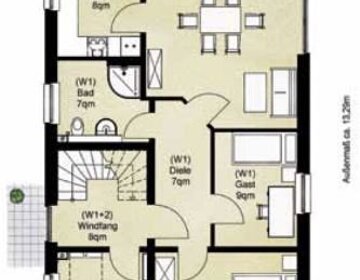 8qm
(W1)
Bad
7qm
(W1)
Diele
7qm
(W1)
Gast
9qm
(W1+2)
Windfang
8qm
Außenmaß ca. 13,29m